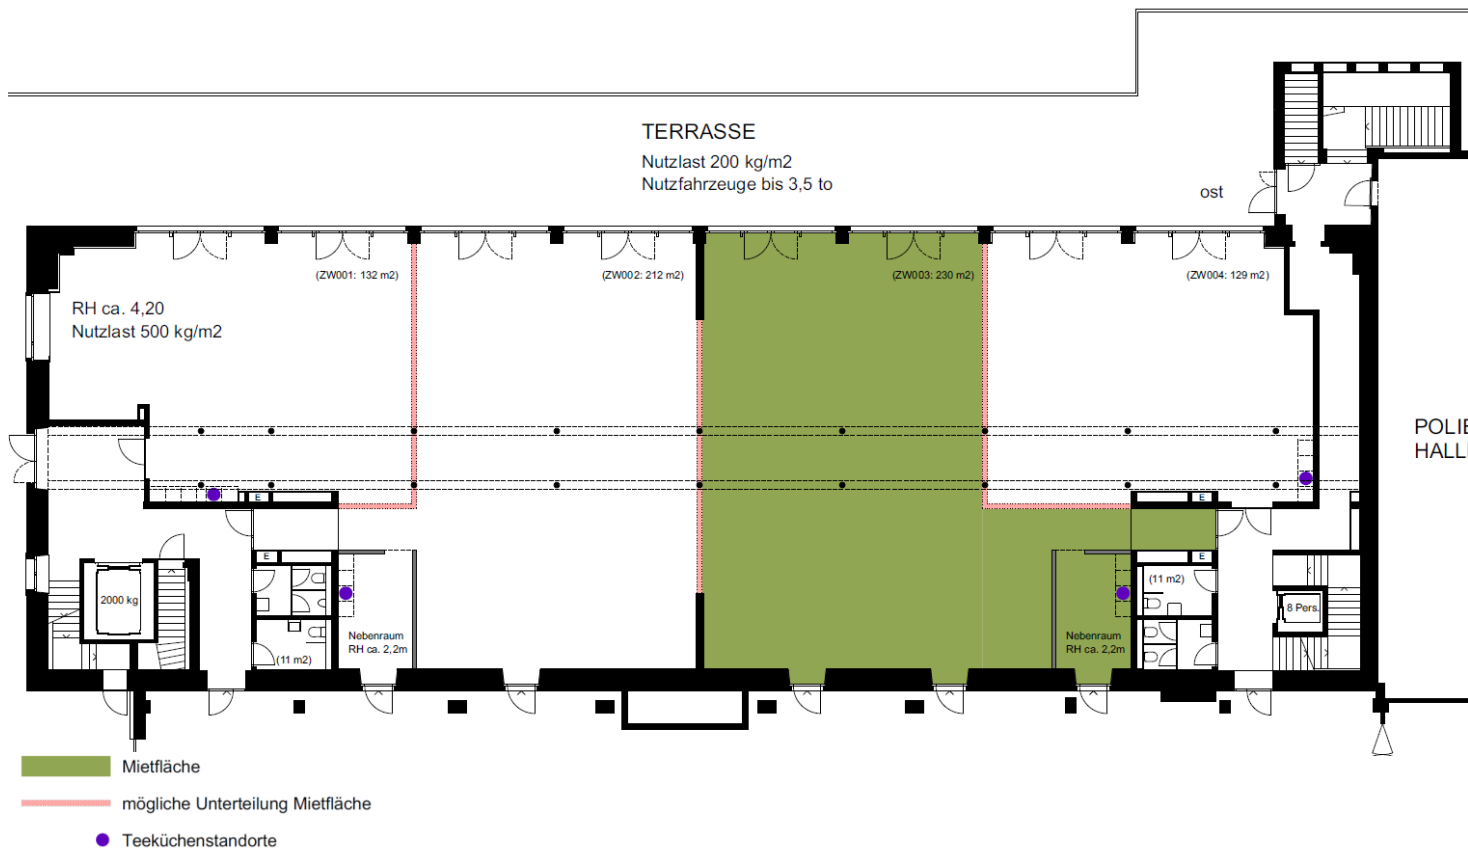 TERRASSE
Nutzlast 200 kg/m2
Nutzfahrzeuge bis 3,5 to
ost
(ZW001: 132 m2)
(ZW002: 212 m2)
(ZW003: 230 m2)
(ZW004: 129 m2)
RH ca. 4,20
Nutzlast 500 kg/m2
POLIE
HALL
E
E
E
E
2000 kg
(11 m2)
8 Pers.
Nebenraum
RH ca. 2,2m
Nebenraum
RH ca. 2,2m
(11 m2)
Mietfläche
mögliche Unterteilung Mietfläche
Teeküchenstandorte